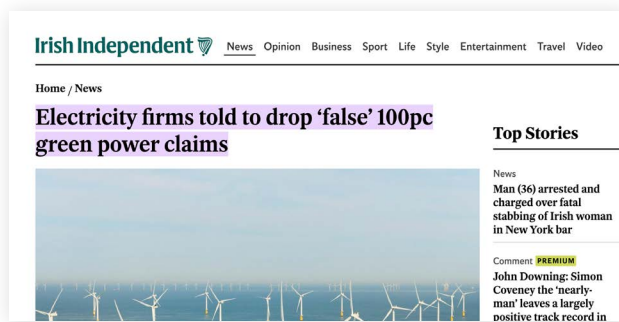 Irish Independent
News Opinion Business Sport Life Style Entertainment Travel Video
Home / News
Electricity firms told to drop ‘false’ 100pc
green power claims
Top Stories
News
Man (36) arrested and
charged over fatal
stabbing of Irish woman
in New York bar
Comment PREMIUM
John Downing: Simon
Coveney the ‘nearly-
man’ leaves a largely
positive track record in